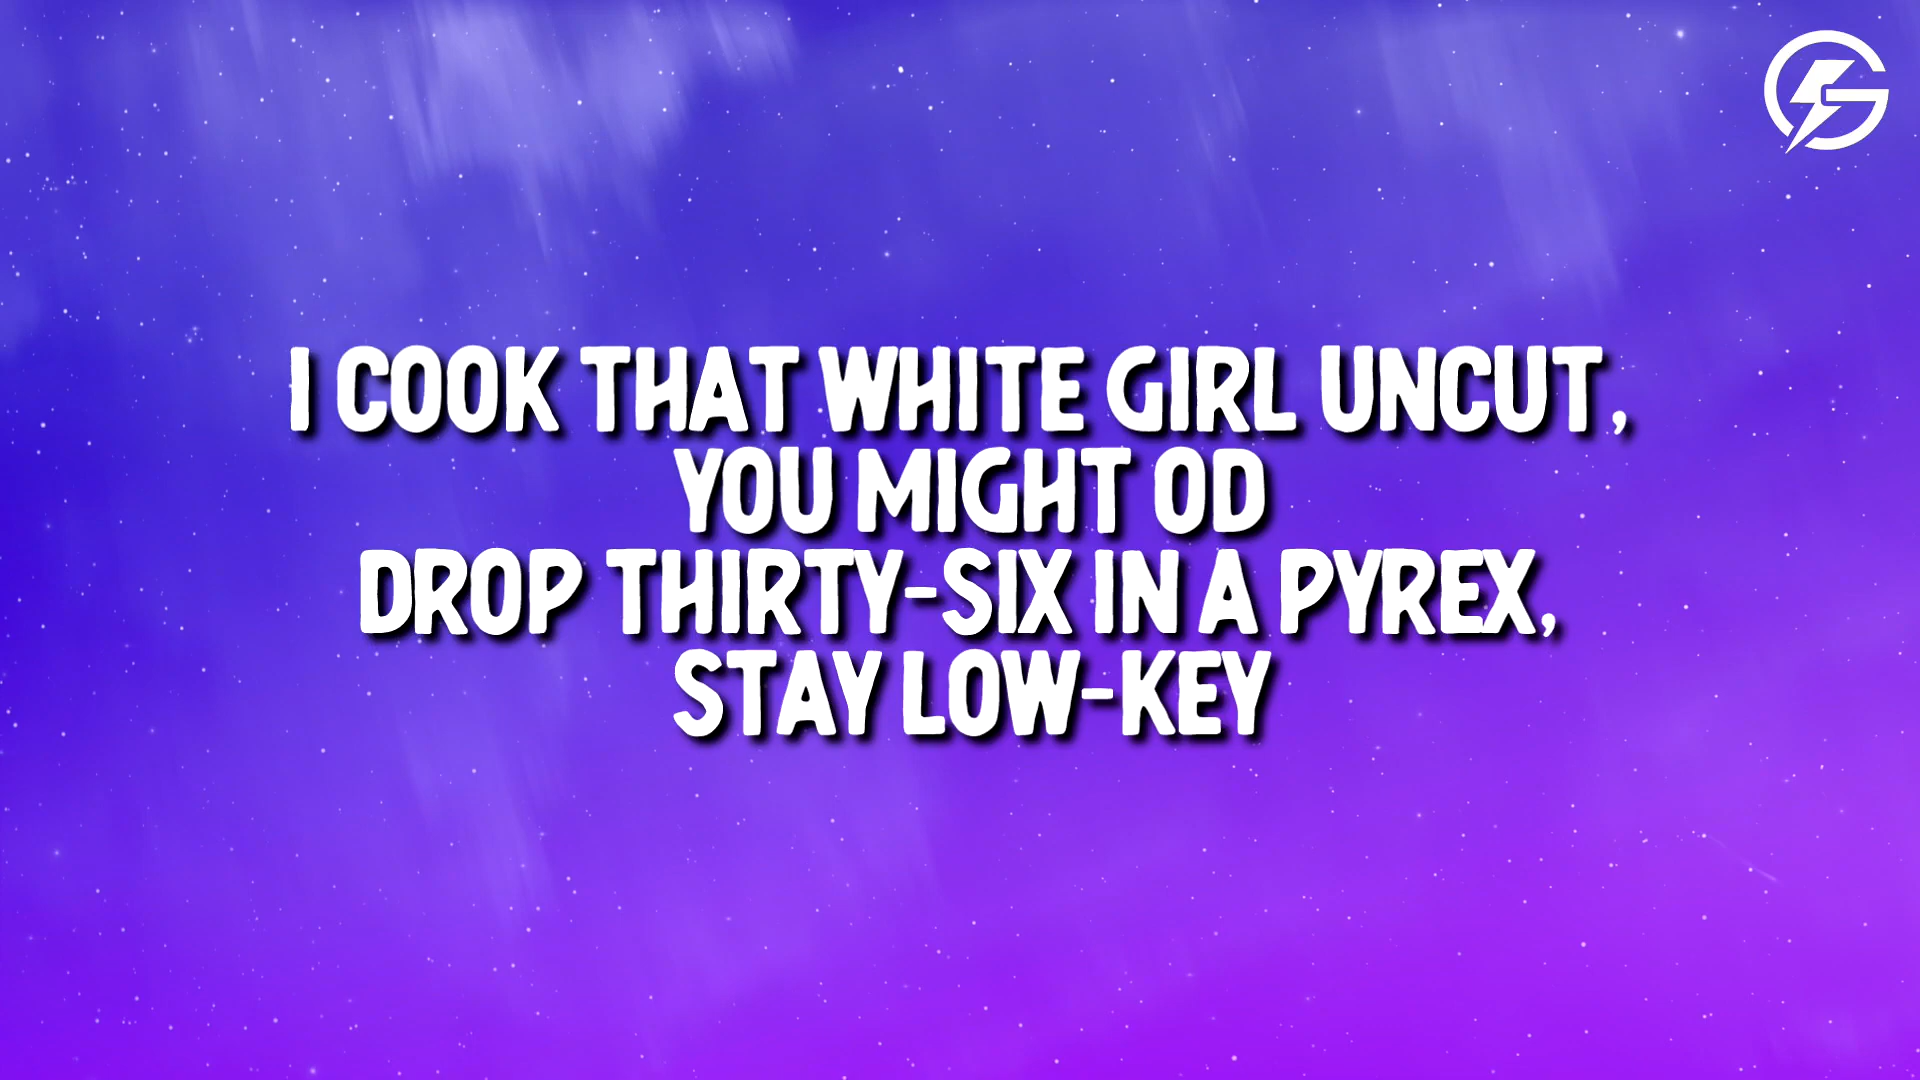 I COOK THAT WHITE GIRL UNCUT,
YOU MIGHT OD
DROP THIRTY-SIX IN A PYREX,
STAY LOW-KEY